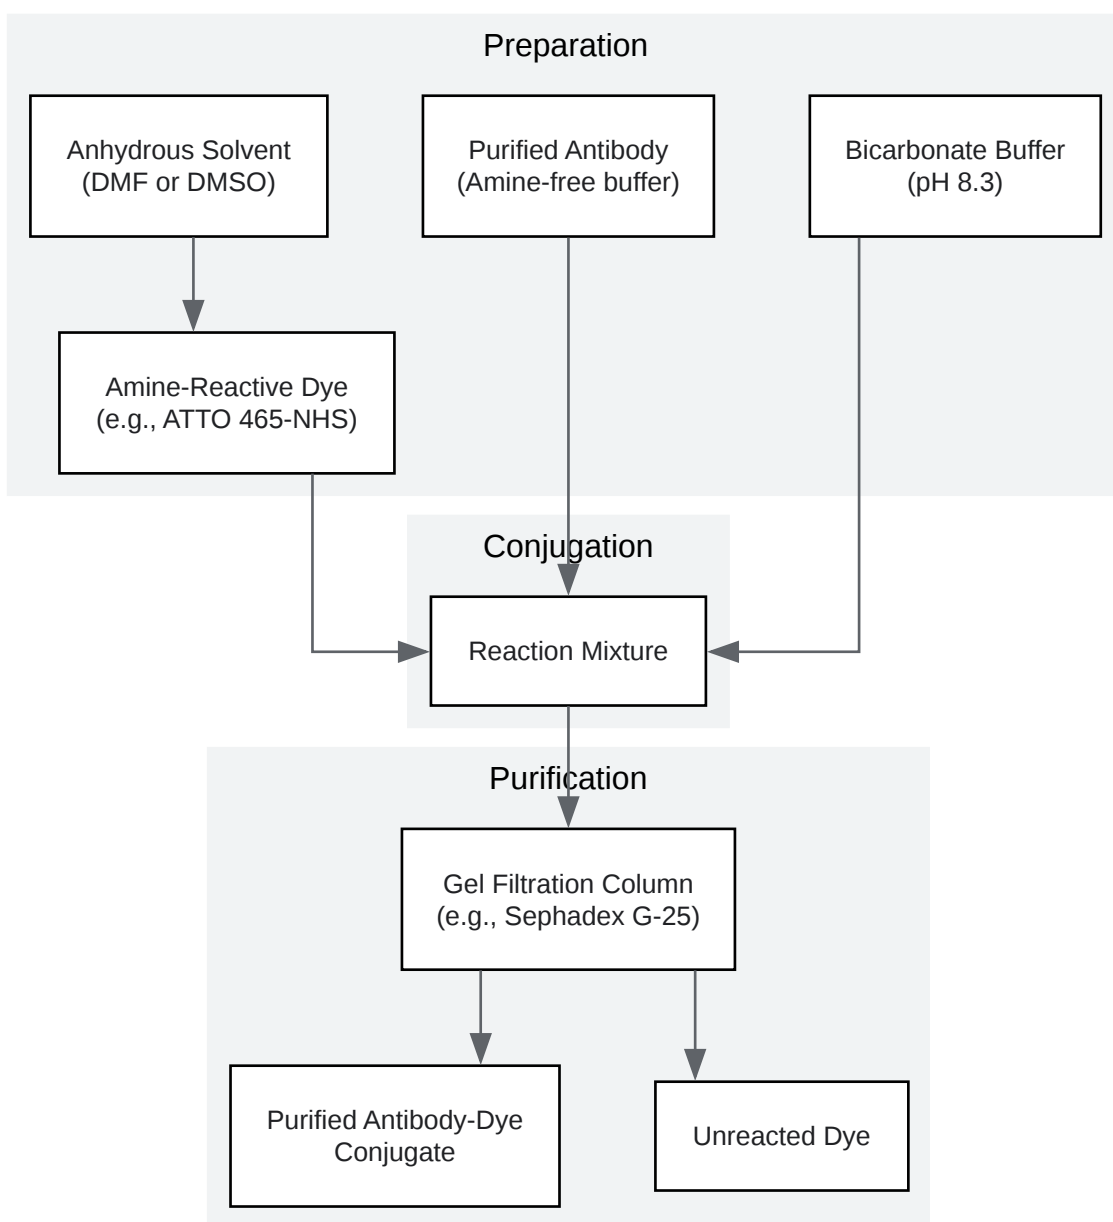 Preparation
Anhydrous Solvent
(DMF or DMSO)
Purified Antibody
(Amine-free buffer)
Bicarbonate Buffer
(pH 8.3)
Amine-Reactive Dye
(e.g., ATTO 465-NHS)
Conjugation
Reaction Mixture
Purification
Gel Filtration Column
(e.g., Sephadex G-25)
Purified Antibody-Dye
Conjugate
Unreacted Dye